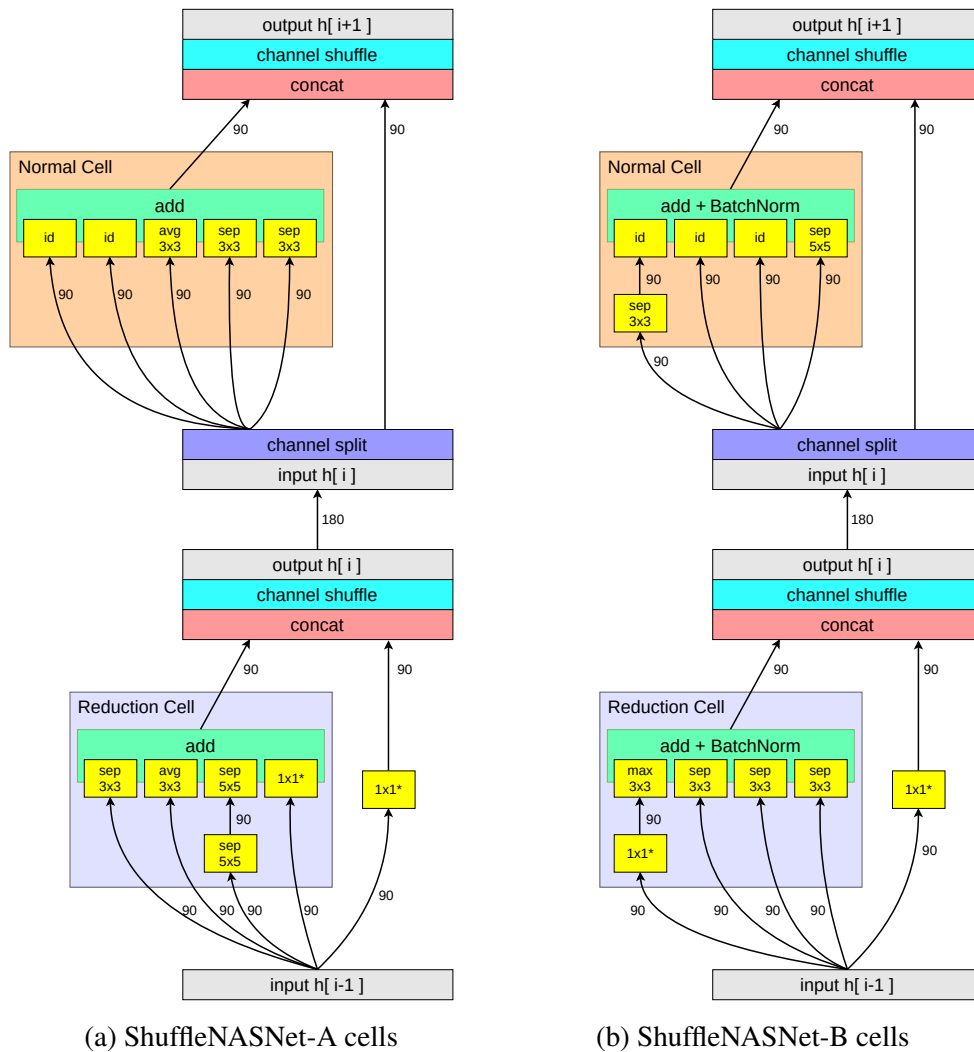 output h[ i+1 ]
channel shuffle
concat
90
90
Normal Cell
add
id
id
avg
3x3
sep
3x3
sep
3x3
90
90
90
90
90
channel split
input h[ i ]
180
output h[ i ]
channel shuffle
concat
90
90
Reduction Cell
add
sep
3x3
avg
3x3
sep
5x5
1x1*
1x1*
90
sep
5x5
90
90
90
90
90
input h[ i-1 ]
(a) ShuffleNASNet-A cells
output h[ i+1 ]
channel shuffle
concat
90
90
Normal Cell
add + BatchNorm
id
id
id
sep
5x5
90
90
90
90
sep
3x3
90
channel split
input h[ i ]
180
output h[ i ]
channel shuffle
concat
90
90
Reduction Cell
add + BatchNorm
max
3x3
sep
3x3
sep
3x3
sep
3x3
1x1*
90
1x1*
90
90
90
90
90
input h[ i-1 ]
(b) ShuffleNASNet-B cells